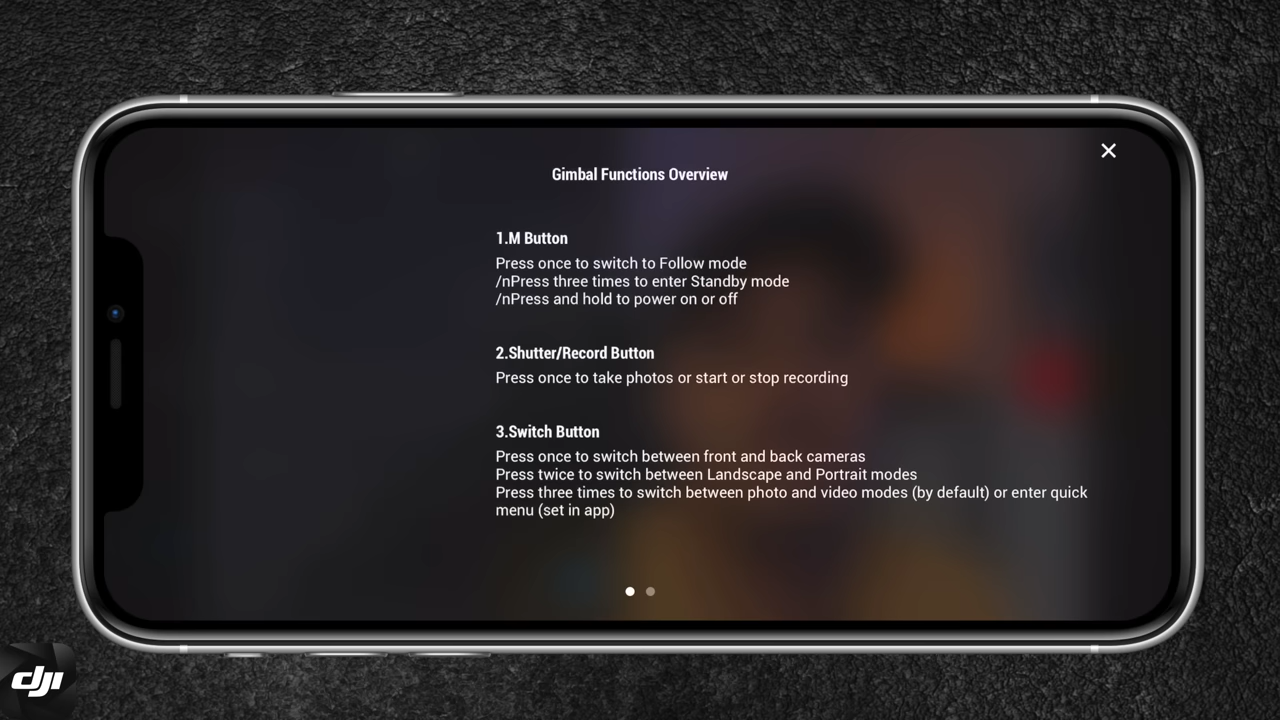 Gimbal Functions Overview
1.M Button
Press once to switch to Follow mode
/nPress three times to enter Standby mode
/nPress and hold to power on or off
2.Shutter/Record Button
Press once to take photos or start or stop recording
3.Switch Button
Press once to switch between front and back cameras
Press twice to switch between Landscape and Portrait modes
Press three times to switch between photo and video modes (by default) or enter quick
menu (set in app)
dji